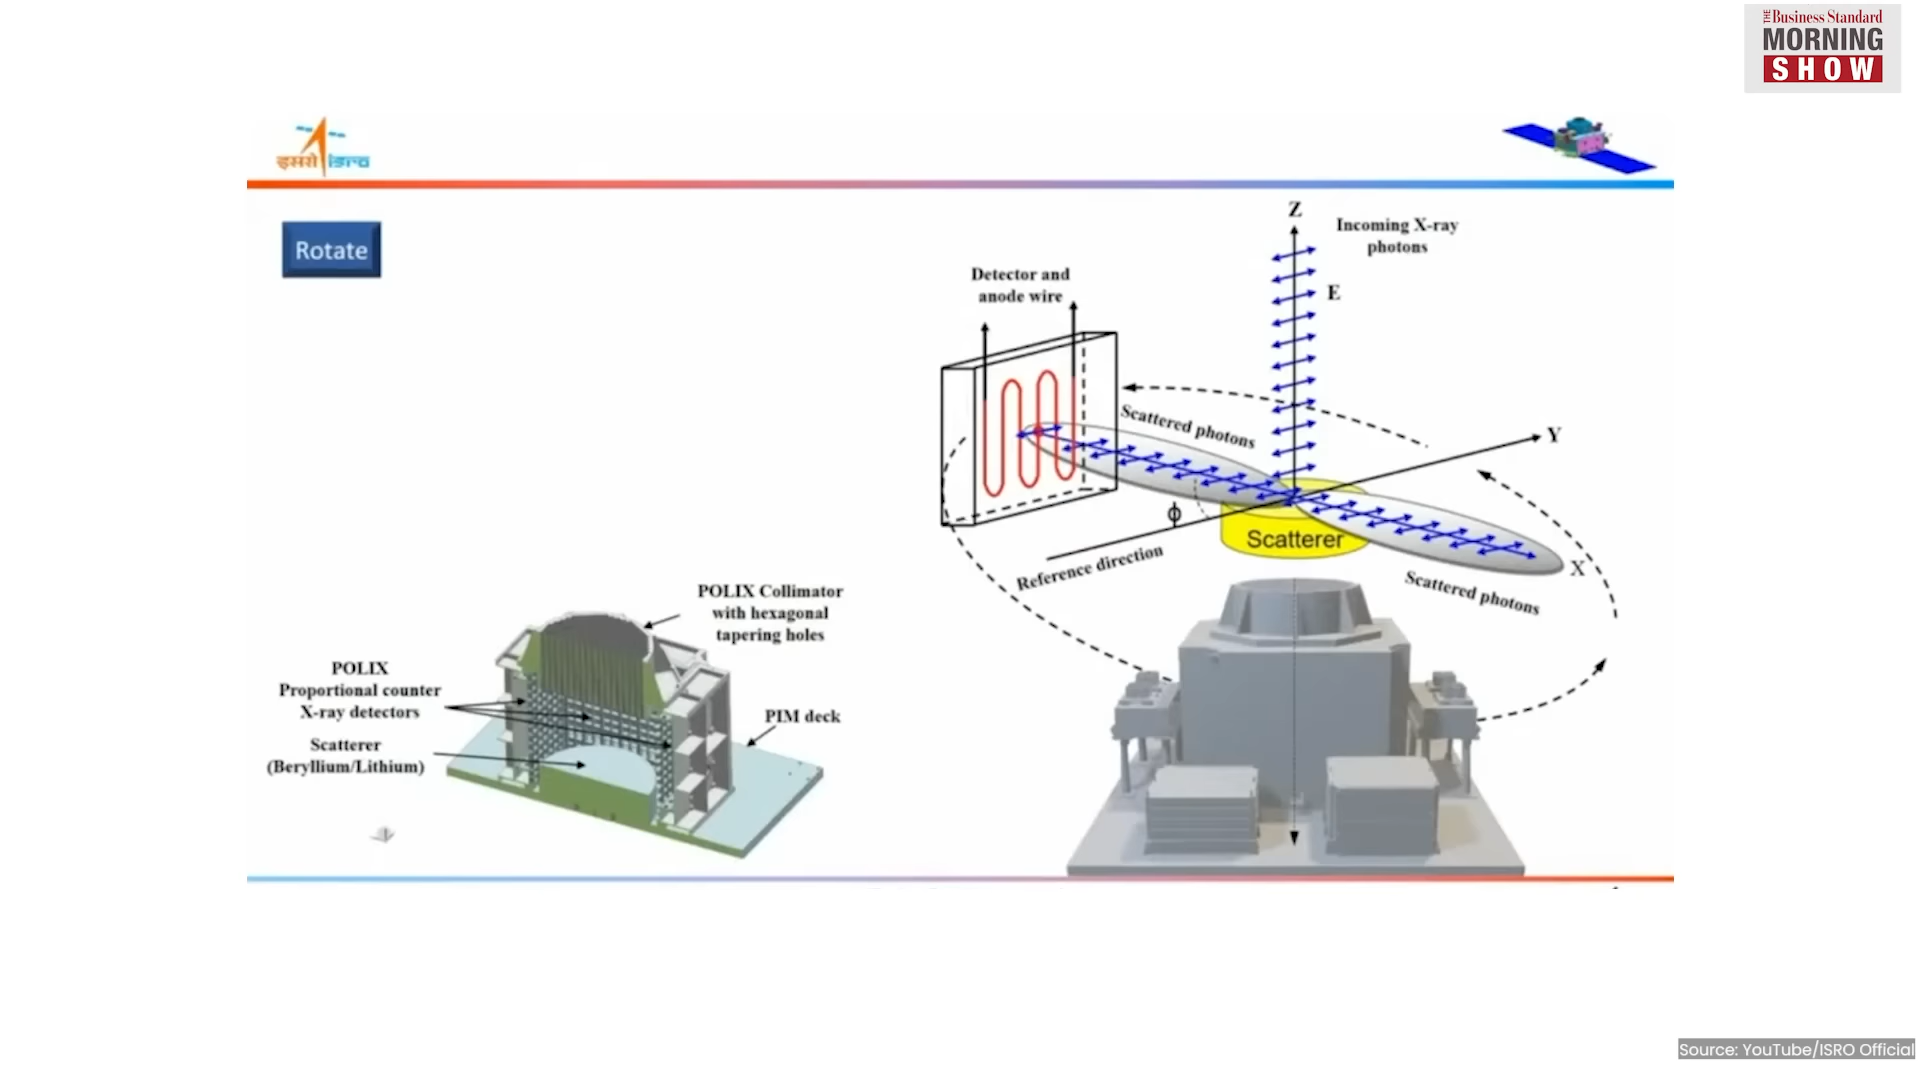 THE Business Standard
MORNING
SHOW
इसरो isro
Rotate
Z
Incoming X-ray
photons
E
Detector and
anode wire
Scattered photons
Y
ϕ
Scatterer
Reference direction
X
Scattered photons
POLIX Collimator
with hexagonal
tapering holes
POLIX
Proportional counter
X-ray detectors
PIM deck
Scatterer
(Beryllium/Lithium)
Source: YouTube/ISRO Official